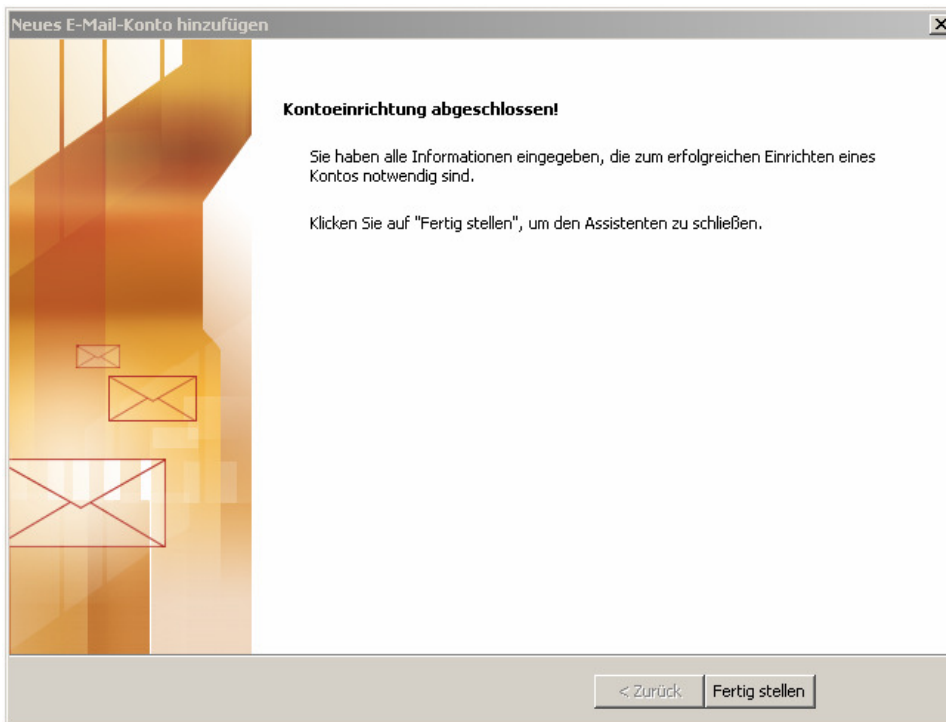 Neues E-Mail-Konto hinzufügen
Kontoeinrichtung abgeschlossen!
Sie haben alle Informationen eingegeben, die zum erfolgreichen Einrichten eines
Kontos notwendig sind.
Klicken Sie auf "Fertig stellen", um den Assistenten zu schließen.
< Zurück
Fertig stellen